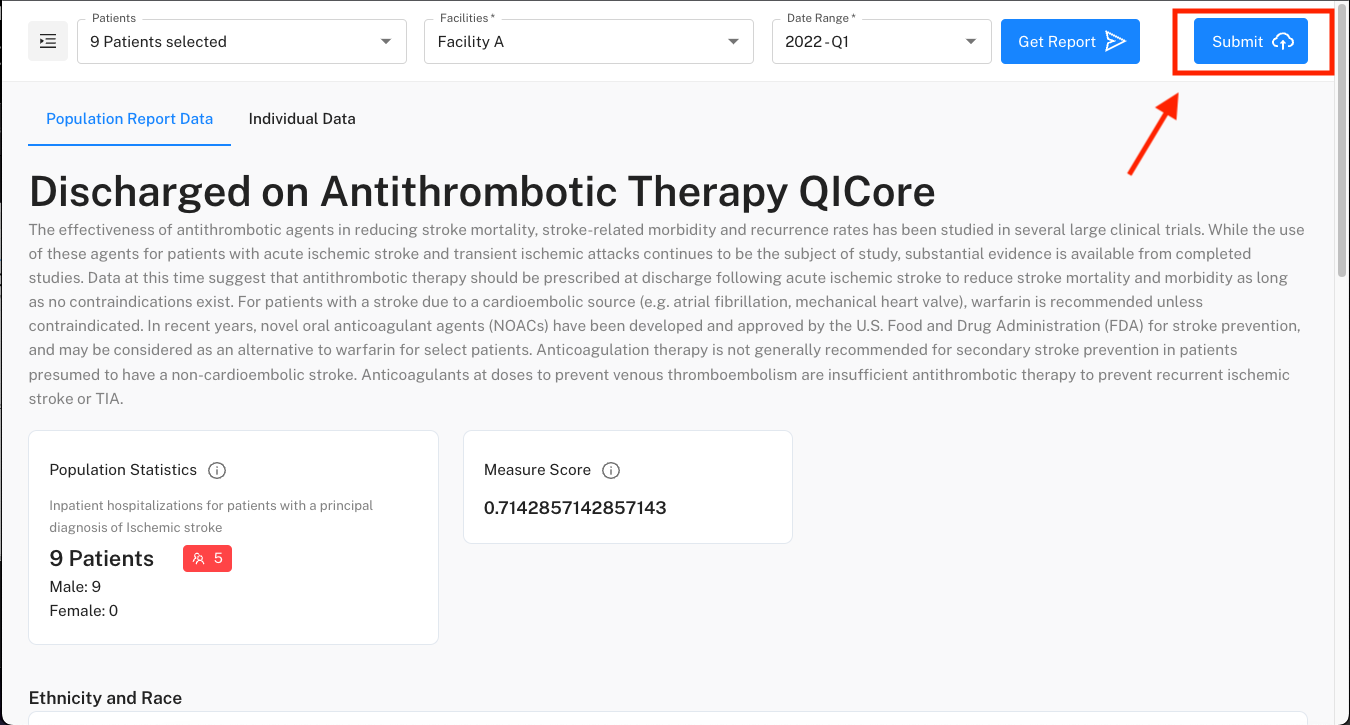 Patients
9 Patients selected
Facilities *
Facility A
Date Range *
2022 - Q1
Get Report
Submit
Population Report Data
Individual Data
Discharged on Antithrombotic Therapy QICore
The effectiveness of antithrombotic agents in reducing stroke mortality, stroke-related morbidity and recurrence rates has been studied in several large clinical trials. While the use
of these agents for patients with acute ischemic stroke and transient ischemic attacks continues to be the subject of study, substantial evidence is available from completed
studies. Data at this time suggest that antithrombotic therapy should be prescribed at discharge following acute ischemic stroke to reduce stroke mortality and morbidity as long
as no contraindications exist. For patients with a stroke due to a cardioembolic source (e.g. atrial fibrillation, mechanical heart valve), warfarin is recommended unless
contraindicated. In recent years, novel oral anticoagulant agents (NOACs) have been developed and approved by the U.S. Food and Drug Administration (FDA) for stroke prevention,
and may be considered as an alternative to warfarin for select patients. Anticoagulation therapy is not generally recommended for secondary stroke prevention in patients
presumed to have a non-cardioembolic stroke. Anticoagulants at doses to prevent venous thromboembolism are insufficient antithrombotic therapy to prevent recurrent ischemic
stroke or TIA.
Population Statistics
Inpatient hospitalizations for patients with a principal
diagnosis of Ischemic stroke
9 Patients
5
Male: 9
Female: 0
Measure Score
0.7142857142857143
Ethnicity and Race